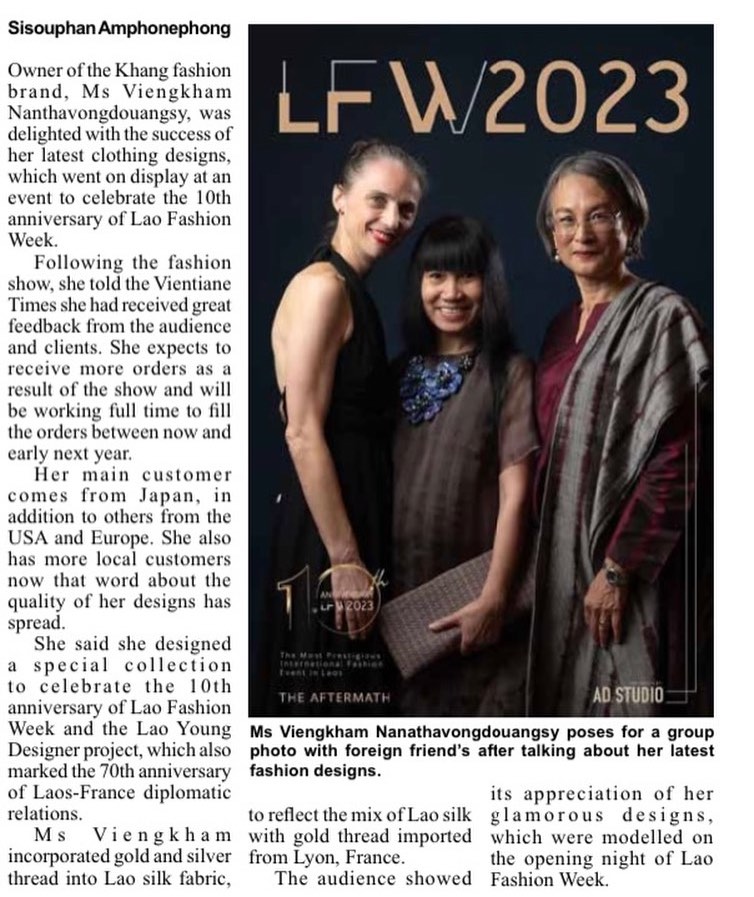 Sisouphan Amphonephong
Owner of the Khang fashion
brand, Ms Viengkham
Nanthavongdouangsy, was
delighted with the success of
her latest clothing designs,
which went on display at an
event to celebrate the 10th
anniversary of Lao Fashion
Week.
Following the fashion
show, she told the Vientiane
Times she had received great
feedback from the audience
and clients. She expects to
receive more orders as a
result of the show and will
be working full time to fill
the orders between now and
early next year.
Her main customer
comes from Japan, in
addition to others from the
USA and Europe. She also
has more local customers
now that word about the
quality of her designs has
spread.
She said she designed
a special collection
to celebrate the 10th
anniversary of Lao Fashion
Week and the Lao Young
Designer project, which also
marked the 70th anniversary
of Laos-France diplomatic
relations.
Ms Viengkham
incorporated gold and silver
thread into Lao silk fabric,
LFW/2023
10th
ANNIVERSARY
LFW2023
The Most Prestigious
International Fashion
Event in Laos
THE AFTERMATH
AD STUDIO
Ms Viengkham Nanathavongdouangsy poses for a group
photo with foreign friend's after talking about her latest
fashion designs.
to reflect the mix of Lao silk
with gold thread imported
from Lyon, France.
The audience showed
its appreciation of her
glamorous designs,
which were modelled on
the opening night of Lao
Fashion Week.